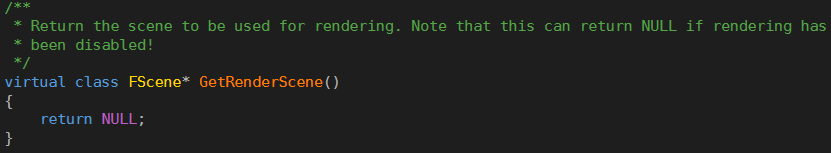 /**
 * Return the scene to be used for rendering. Note that this can return NULL if rendering has
 * been disabled!
 */
virtual class FScene* GetRenderScene()
{
    return NULL;
}